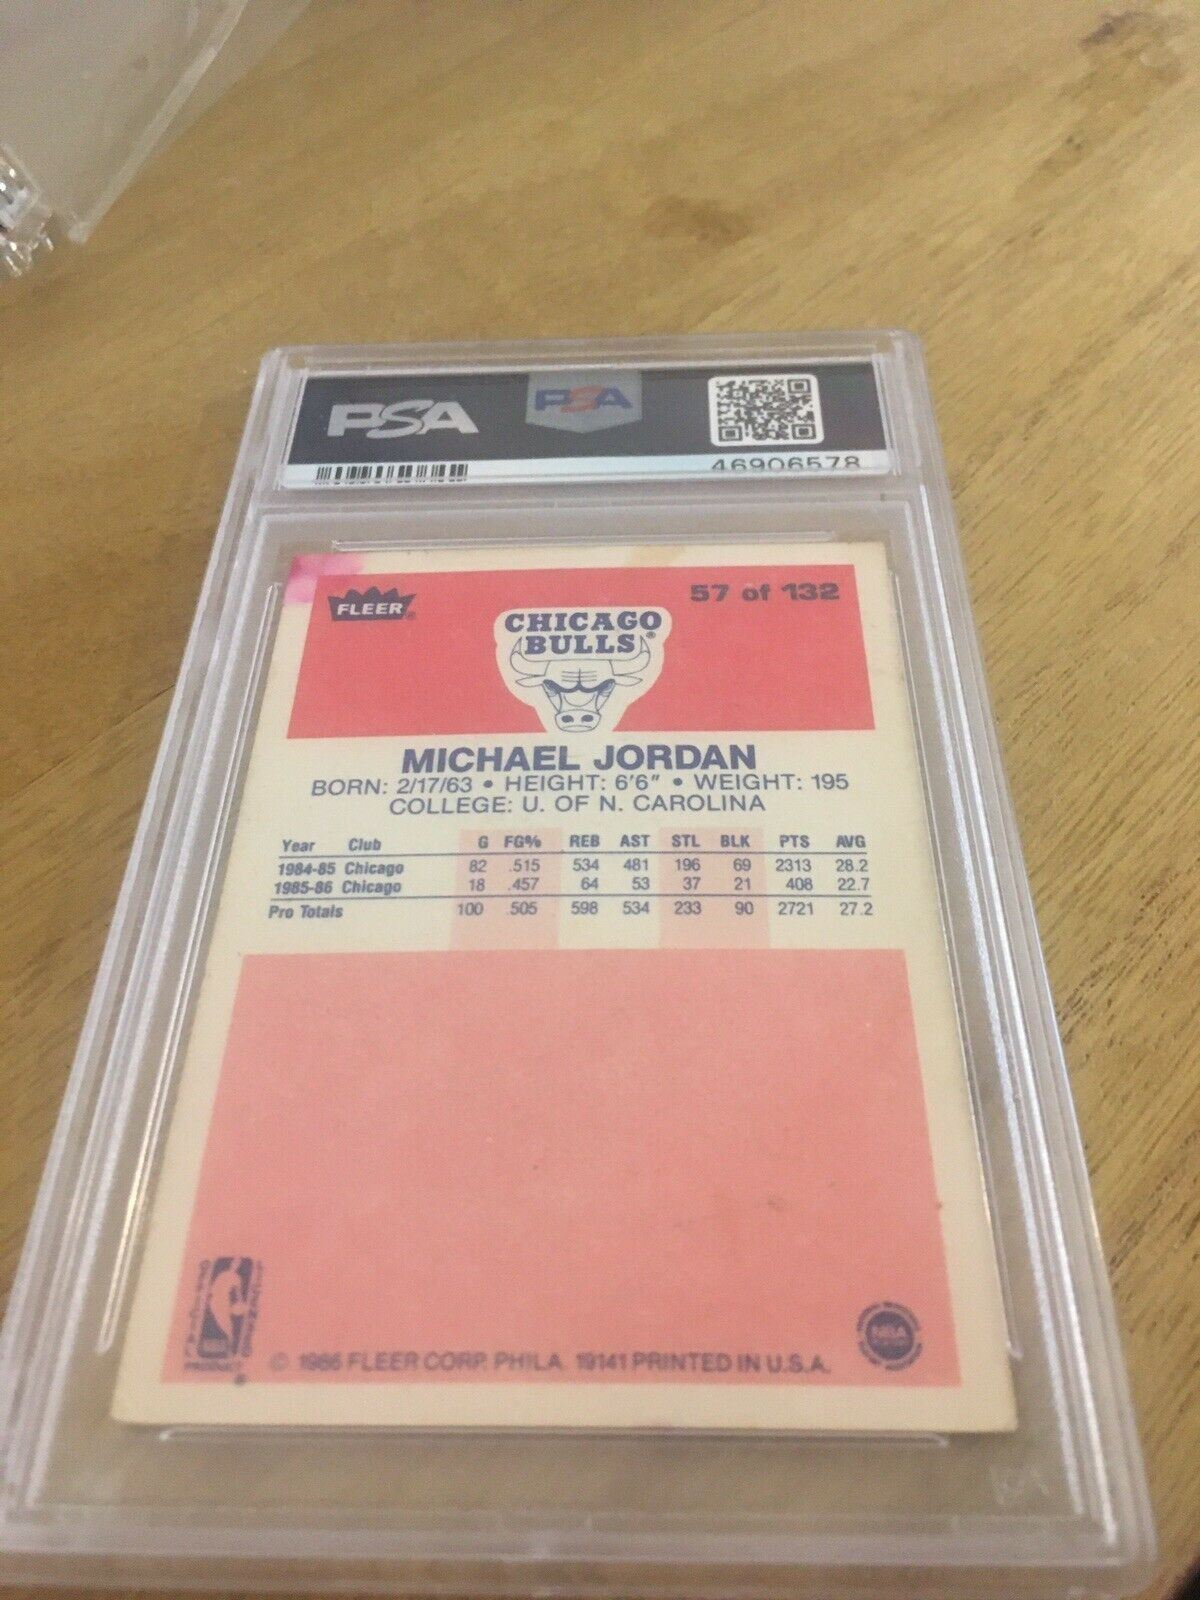 PSA PSA
46906578
FLEER® 57 of 132
CHICAGO
BULLS®
MICHAEL JORDAN
BORN: 2/17/63 • HEIGHT: 6'6" • WEIGHT: 195
COLLEGE: U. OF N. CAROLINA
Year Club G FG% REB AST STL BLK PTS AVG
1984-85 Chicago 82 .515 534 481 196 69 2313 28.2
1985-86 Chicago 18 .457 64 53 37 21 408 22.7
Pro Totals 100 .505 598 534 233 90 2721 27.2
NBA
PRODUCT ®
© 1986 FLEER CORP. PHILA. 19141 PRINTED IN U.S.A.